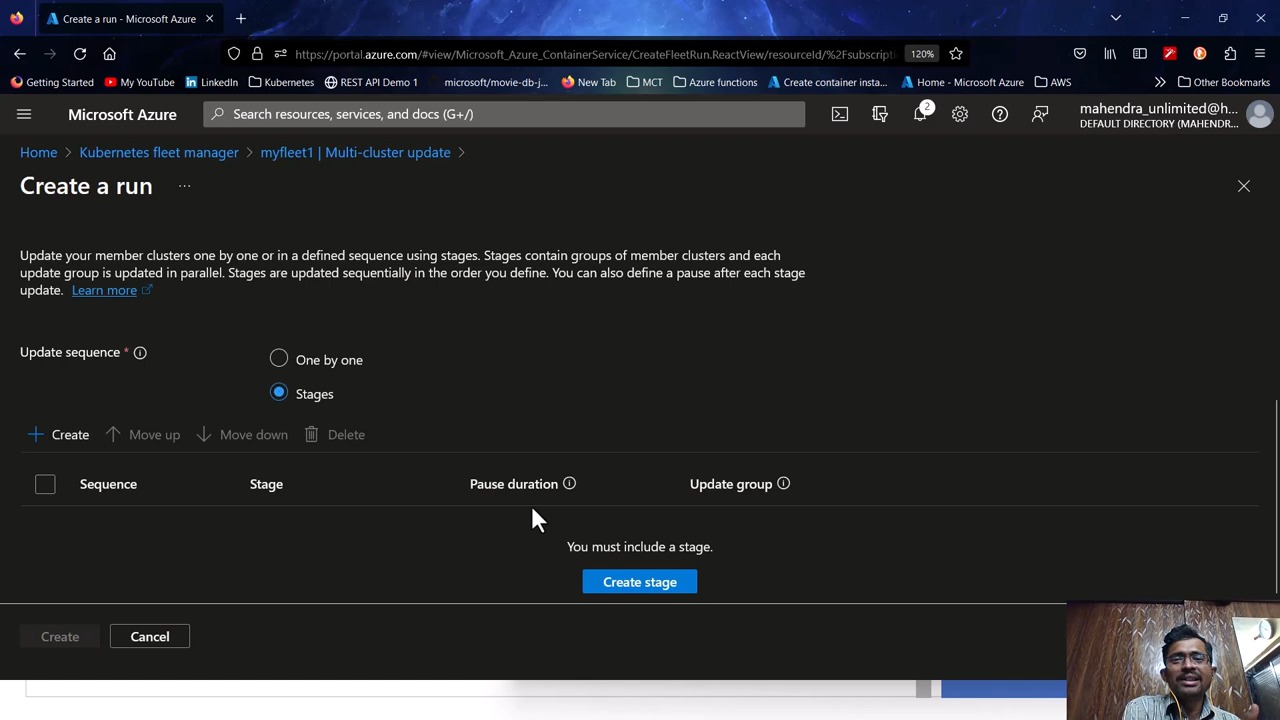 Create a run - Microsoft Azure
https://portal.azure.com/#view/Microsoft_Azure_ContainerService/CreateFleetRun.ReactView/resourceId/%2Fsubscript
120%
Getting Started
My YouTube
LinkedIn
Kubernetes
REST API Demo 1
microsoft/movie-db-j...
New Tab
MCT
Azure functions
Create container insta...
Home - Microsoft Azure
AWS
Other Bookmarks
Microsoft Azure
Search resources, services, and docs (G+/)
2
mahendra_unlimited@h...
DEFAULT DIRECTORY (MAHENDR...
Home > Kubernetes fleet manager > myfleet1 | Multi-cluster update >
Create a run ...
Update your member clusters one by one or in a defined sequence using stages. Stages contain groups of member clusters and each
update group is updated in parallel. Stages are updated sequentially in the order you define. You can also define a pause after each stage
update. Learn more
Update sequence *
One by one
Stages
Create
Move up
Move down
Delete
Sequence
Stage
Pause duration
Update group
You must include a stage.
Create stage
Create
Cancel